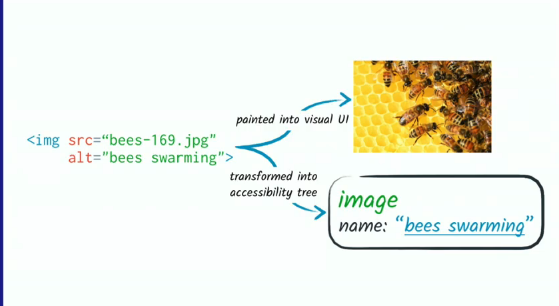 <img src="bees-169.jpg"
alt="bees swarming">
painted into visual UI
transformed into
accessibility tree
image
name: "bees swarming"